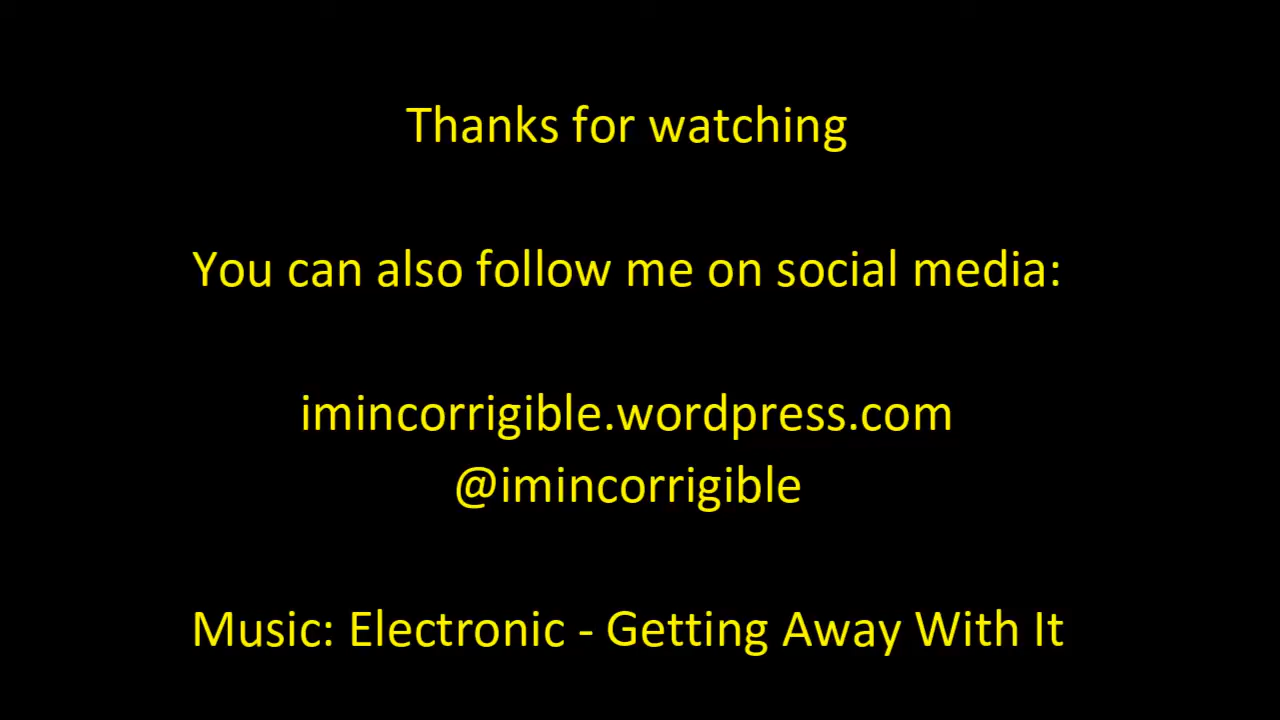 Thanks for watching
You can also follow me on social media:
imincorrigible.wordpress.com
@imincorrigible
Music: Electronic - Getting Away With It